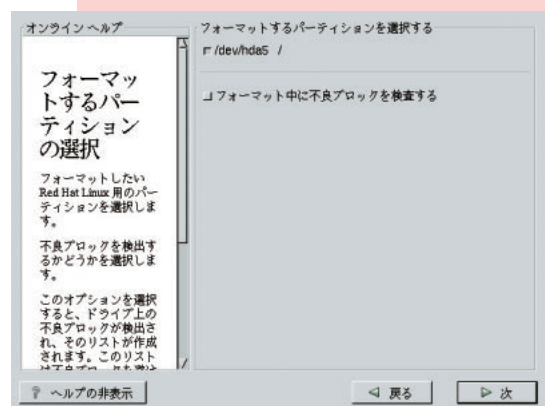 オンラインヘルプ
フォーマッ
トするパー
ティション
の選択
フォーマットしたい
Red Hat Linux 用のパー
ティションを選択しま
す。
不良ブロックを検出す
るかどうかを選択しま
す。
このオプションを選択
すると、ドライブ上の
不良ブロックが検出さ
れ、そのリストが作成
されます。このリスト
フォーマットするパーティションを選択する
/dev/hda5 /
フォーマット中に不良ブロックを検査する
? ヘルプの非表示
戻る
次